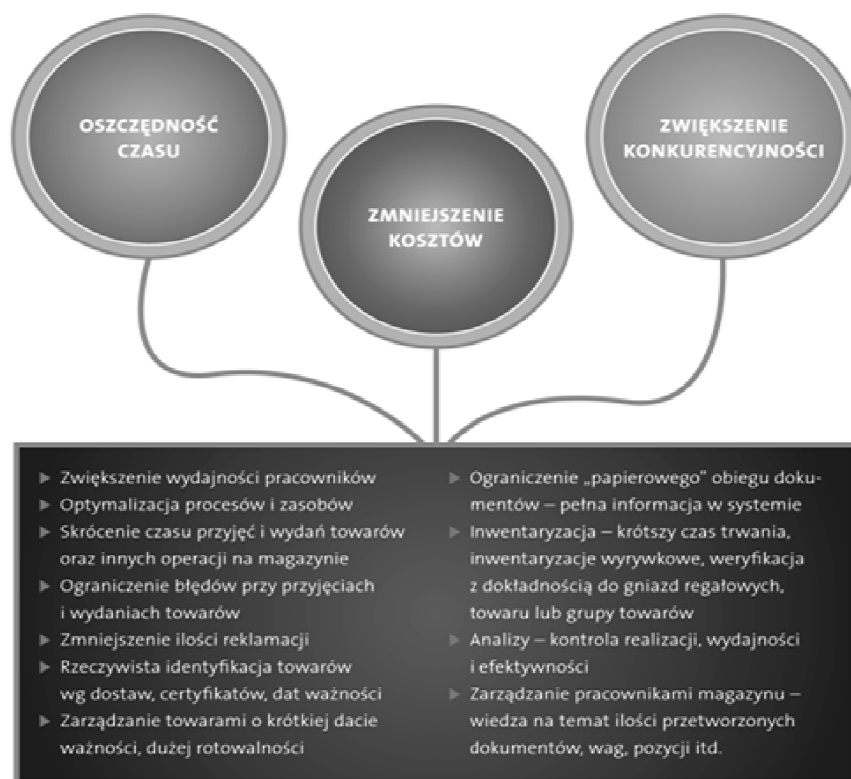 OSZCZĘDNOŚĆ
CZASU
ZMNIEJSZENIE
KOSZTÓW
ZWIĘKSZENIE
KONKURENCYJNOŚCI
▶ Zwiększenie wydajności pracowników
▶ Optymalizacja procesów i zasobów
▶ Skrócenie czasu przyjęć i wydań towarów
oraz innych operacji na magazynie
▶ Ograniczenie błędów przy przyjęciach
i wydaniach towarów
▶ Zmniejszenie ilości reklamacji
▶ Rzeczywista identyfikacja towarów
wg dostaw, certyfikatów, dat ważności
▶ Zarządzanie towarami o krótkiej dacie
ważności, dużej rotowalności
▶ Ograniczenie „papierowego” obiegu doku-
mentów – pełna informacja w systemie
▶ Inwentaryzacja – krótszy czas trwania,
inwentaryzacje wyrywkowe, weryfikacja
z dokładnością do gniazd regałowych,
towaru lub grupy towarów
▶ Analizy – kontrola realizacji, wydajności
i efektywności
▶ Zarządzanie pracownikami magazynu –
wiedza na temat ilości przetworzonych
dokumentów, wag, pozycji itd.